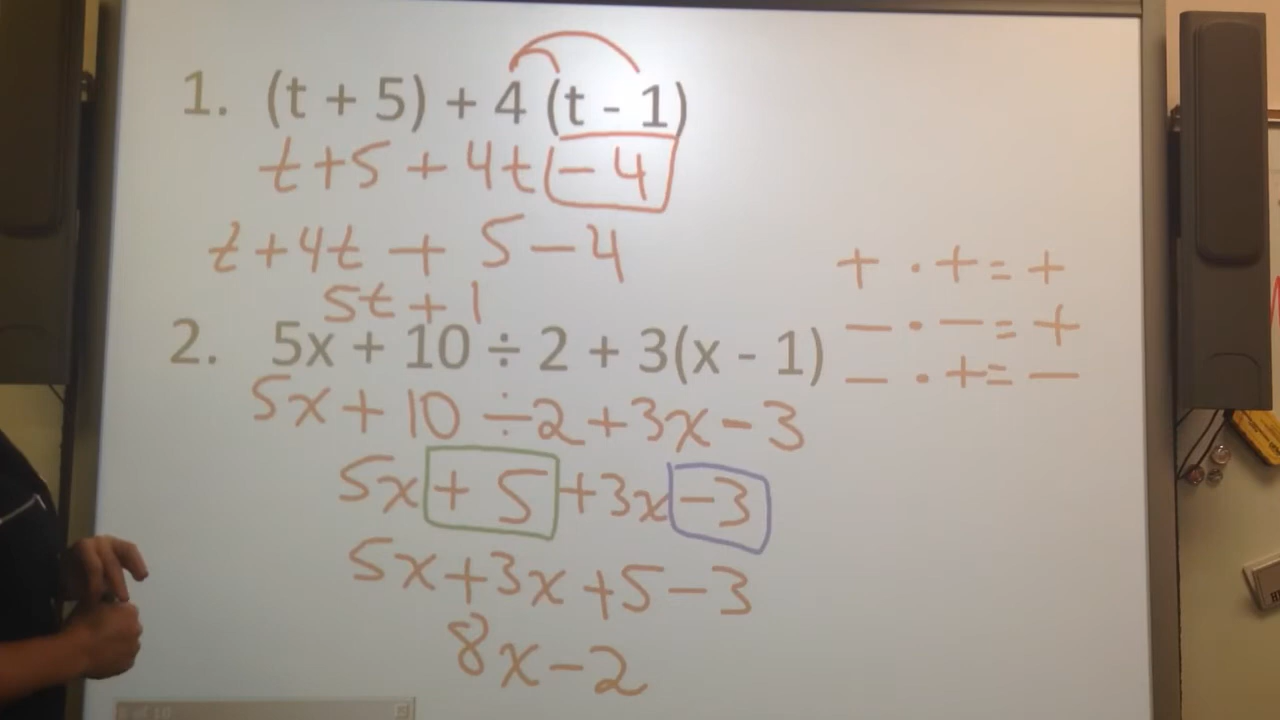 1. (t + 5) + 4 (t - 1)
t + 5 + 4t - 4
t + 4t + 5 - 4
5t + 1
2. 5x + 10 ÷ 2 + 3(x - 1)
5x + 10 ÷ 2 + 3x - 3
5x + 5 + 3x - 3
5x + 3x + 5 - 3
8x - 2
+ · + = +
- · - = +
- · + = -